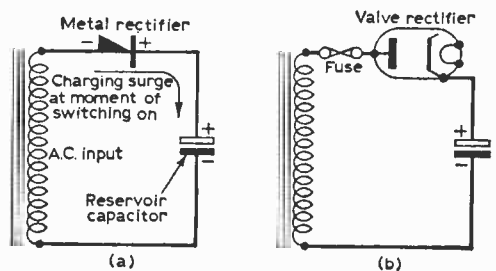 Metal rectifier
- +
Charging surge
at moment of
switching on
A.C. input
+
-
Reservoir
capacitor
(a)
Valve rectifier
Fuse
+
-
(b)